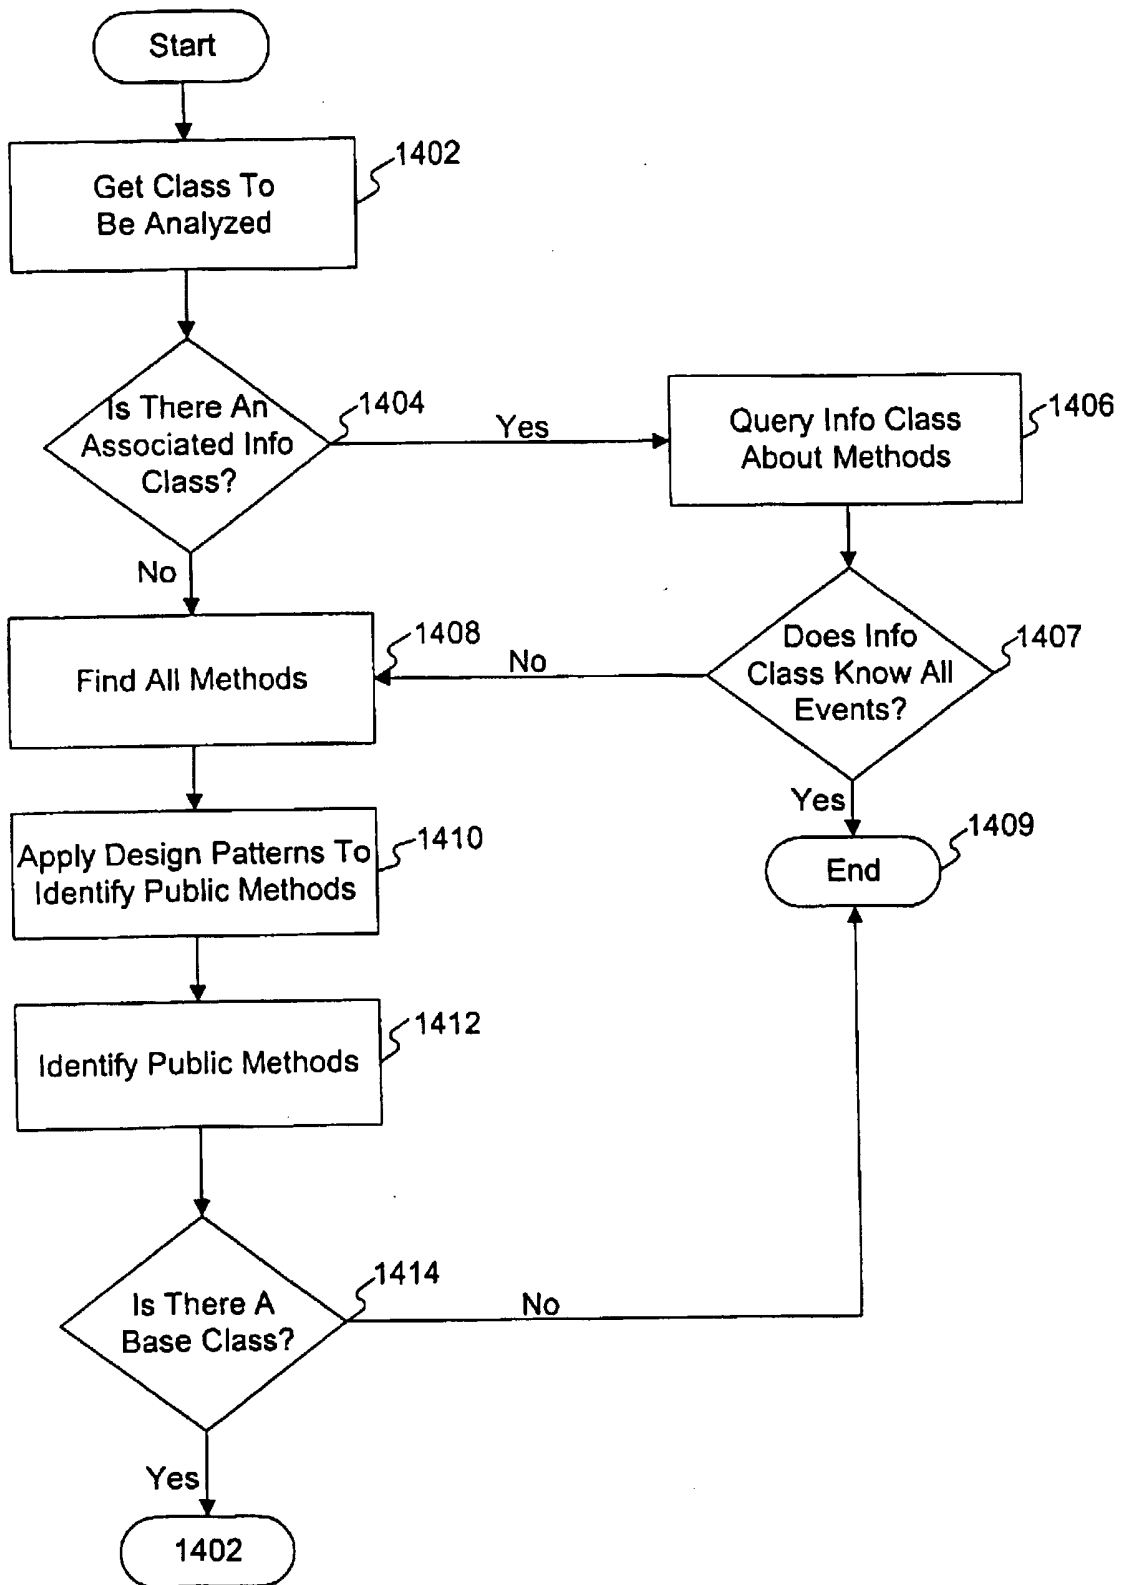 Start
1402
Get Class To
Be Analyzed
Is There An
Associated Info
Class?
1404
Yes
Query Info Class
About Methods
1406
No
Does Info
Class Know All
Events?
1407
No
Find All Methods
1408
Yes
End
1409
Apply Design Patterns To
Identify Public Methods
1410
Identify Public Methods
1412
Is There A
Base Class?
1414
No
Yes
1402